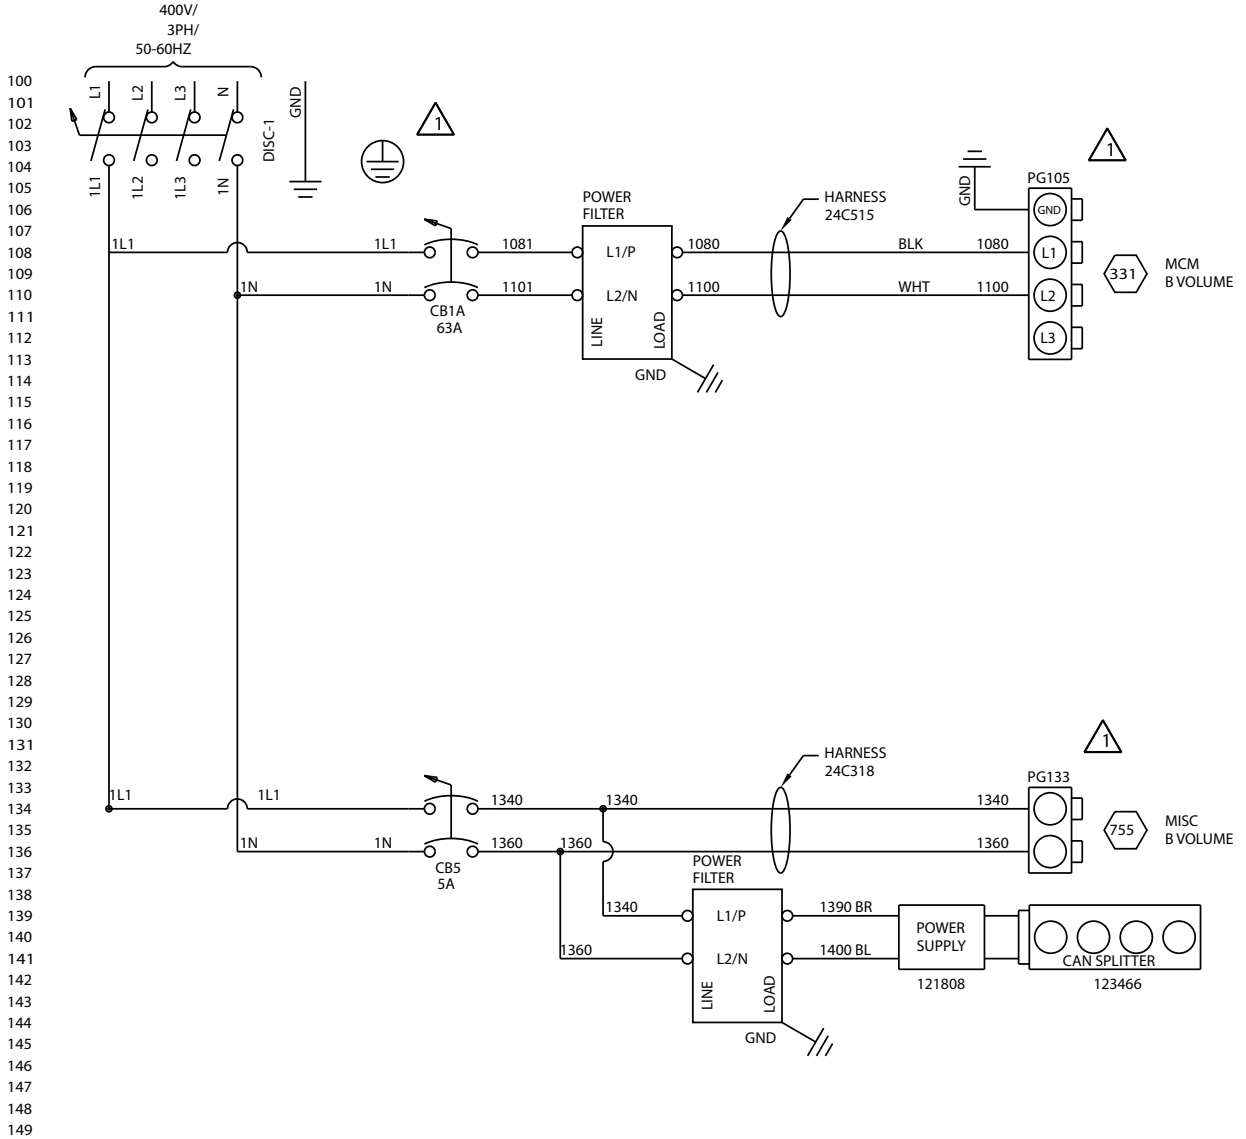 400V/
3PH/
50-60HZ
100
L1
L2
L3
N
GND
101
102
1
DISC-1
103
1
104
105
1L1
1L2
1L3
1N
GND
PG105
106
POWER
FILTER
HARNESS
24C515
GND
107
108
1L1
1L1
1081
L1/P
1080
BLK
1080
L1
109
331
MCM
B VOLUME
110
1N
1N
1101
L2/N
1100
WHT
1100
L2
111
CB1A
63A
112
LINE
LOAD
L3
113
GND
114
115
116
117
118
119
120
121
122
123
124
125
126
127
128
129
130
131
1
132
HARNESS
24C318
133
PG133
134
1L1
1L1
1340
1340
1340
135
755
MISC
B VOLUME
136
1N
1N
1360
1360
1360
137
CB5
5A
POWER
FILTER
138
139
1340
L1/P
1390 BR
140
POWER
SUPPLY
141
1360
L2/N
1400 BL
CAN SPLITTER
142
LINE
LOAD
121808
123466
143
144
145
GND
146
147
148
149